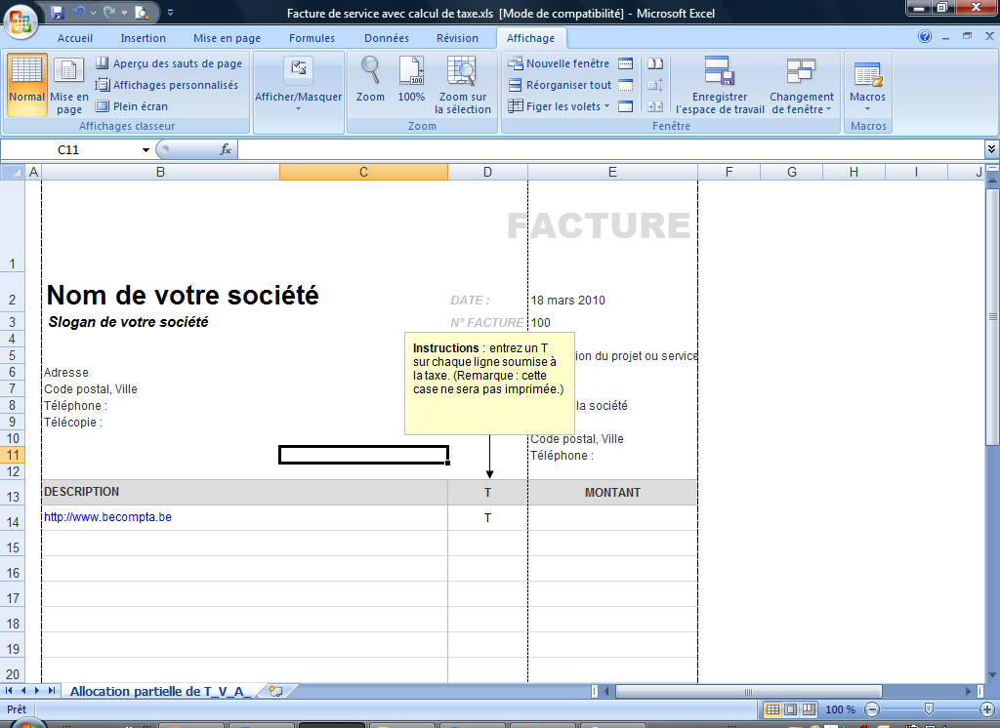 Facture de service avec calcul de taxe.xls [Mode de compatibilité] - Microsoft Excel
Accueil Insertion Mise en page Formules Données Révision Affichage
Normal
Mise en page
Aperçu des sauts de page
Affichages personnalisés
Plein écran
Affichages classeur
Afficher/Masquer
Zoom
100%
Zoom sur la sélection
Zoom
Nouvelle fenêtre
Réorganiser tout
Figer les volets
Enregistrer l'espace de travail
Changement de fenêtre
Fenêtre
Macros
Macros
C11 fx
A B C D E F G H I J
1 FACTURE
2 Nom de votre société DATE : 18 mars 2010
3 Slogan de votre société N° FACTURE 100
4
Instructions : entrez un T
sur chaque ligne soumise à
la taxe. (Remarque : cette
case ne sera pas imprimée.)
5 ion du projet ou service
6 Adresse
7 Code postal, Ville
8 Téléphone : la société
9 Télécopie :
10 Code postal, Ville
11 Téléphone :
12
13 DESCRIPTION T MONTANT
14 http://www.becompta.be T
15
16
17
18
19
20
Allocation partielle de T_V_A_
Prêt 100 %